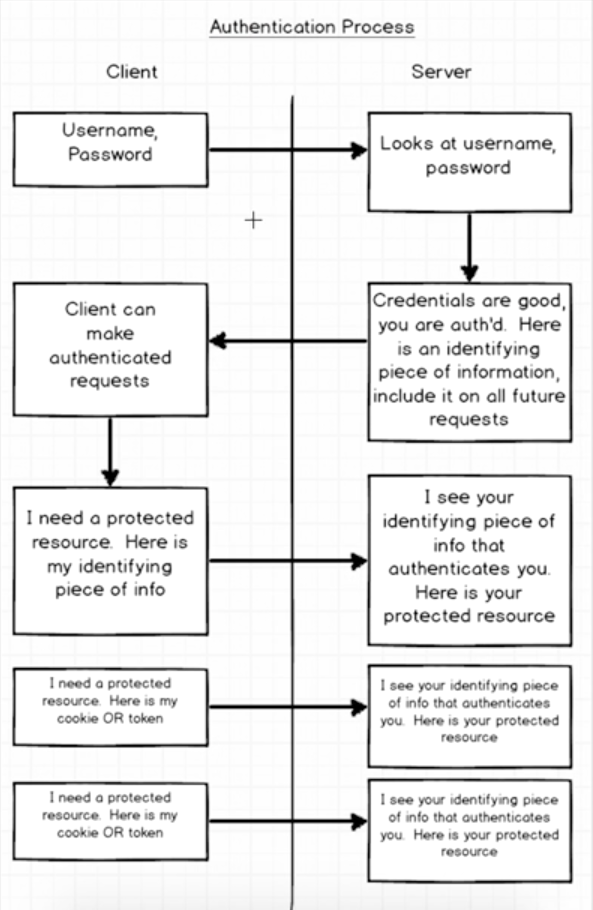 Authentication Process
Client
Server
Username,
Password
Looks at username,
password
Credentials are good,
you are auth'd. Here
is an identifying
piece of information,
include it on all future
requests
Client can
make
authenticated
requests
I need a protected
resource. Here is
my identifying
piece of info
I see your
identifying piece of
info that
authenticates you.
Here is your
protected resource
I need a protected
resource. Here is my
cookie OR token
I see your identifying piece
of info that authenticates
you. Here is your protected
resource
I need a protected
resource. Here is my
cookie OR token
I see your identifying piece
of info that authenticates
you. Here is your protected
resource